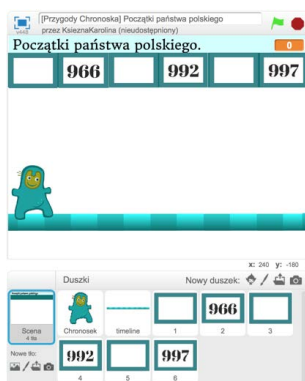 [Przygody Chronoska] Początki państwa polskiego
przez KsieznaKarolina (nieudostępniony)
Początki państwa polskiego.
0
966 992 997
x: 240 y: -180
Duszki Nowy duszek:
Scena
4 tła
Chronosek timeline 1 966 2 3
Nowe tło:
992 997
4 5 6